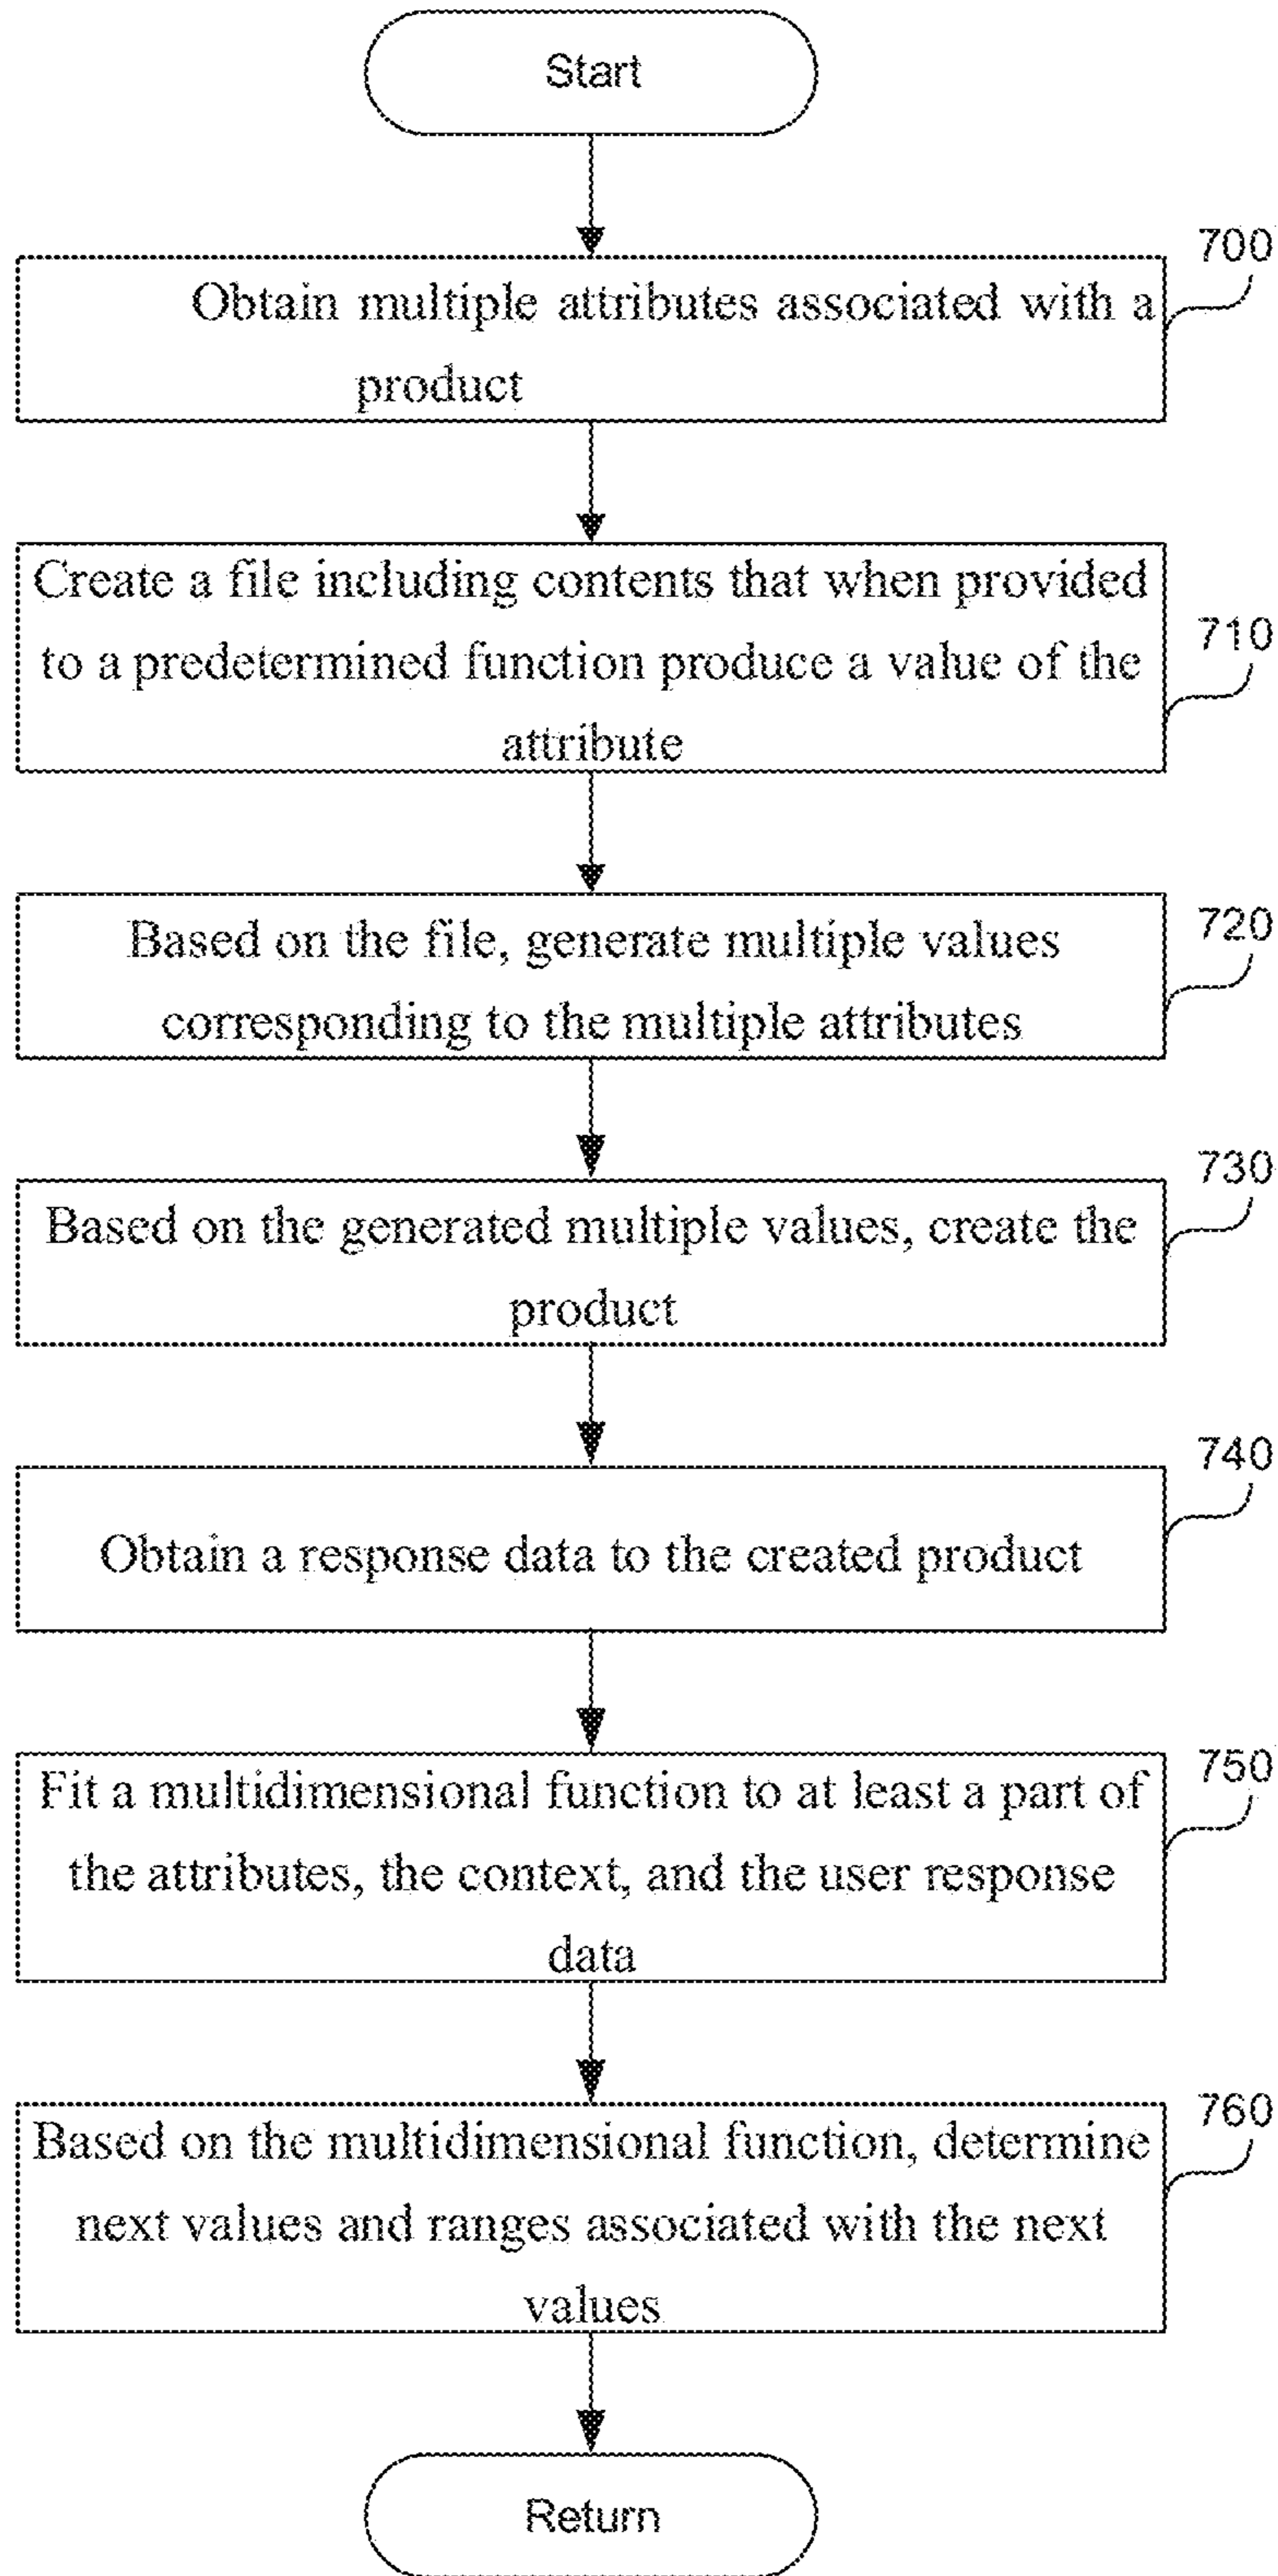 Start
700
Obtain multiple attributes associated with a
product
Create a file including contents that when provided
710
to a predetermined function produce a value of the
attribute
720
Based on the file, generate multiple values
corresponding to the multiple attributes
730
Based on the generated multiple values, create the
product
740
Obtain a response data to the created product
750
Fit a multidimensional function to at least a part of
the attributes, the context, and the user response
data
760
Based on the multidimensional function, determine
next values and ranges associated with the next
values
Return